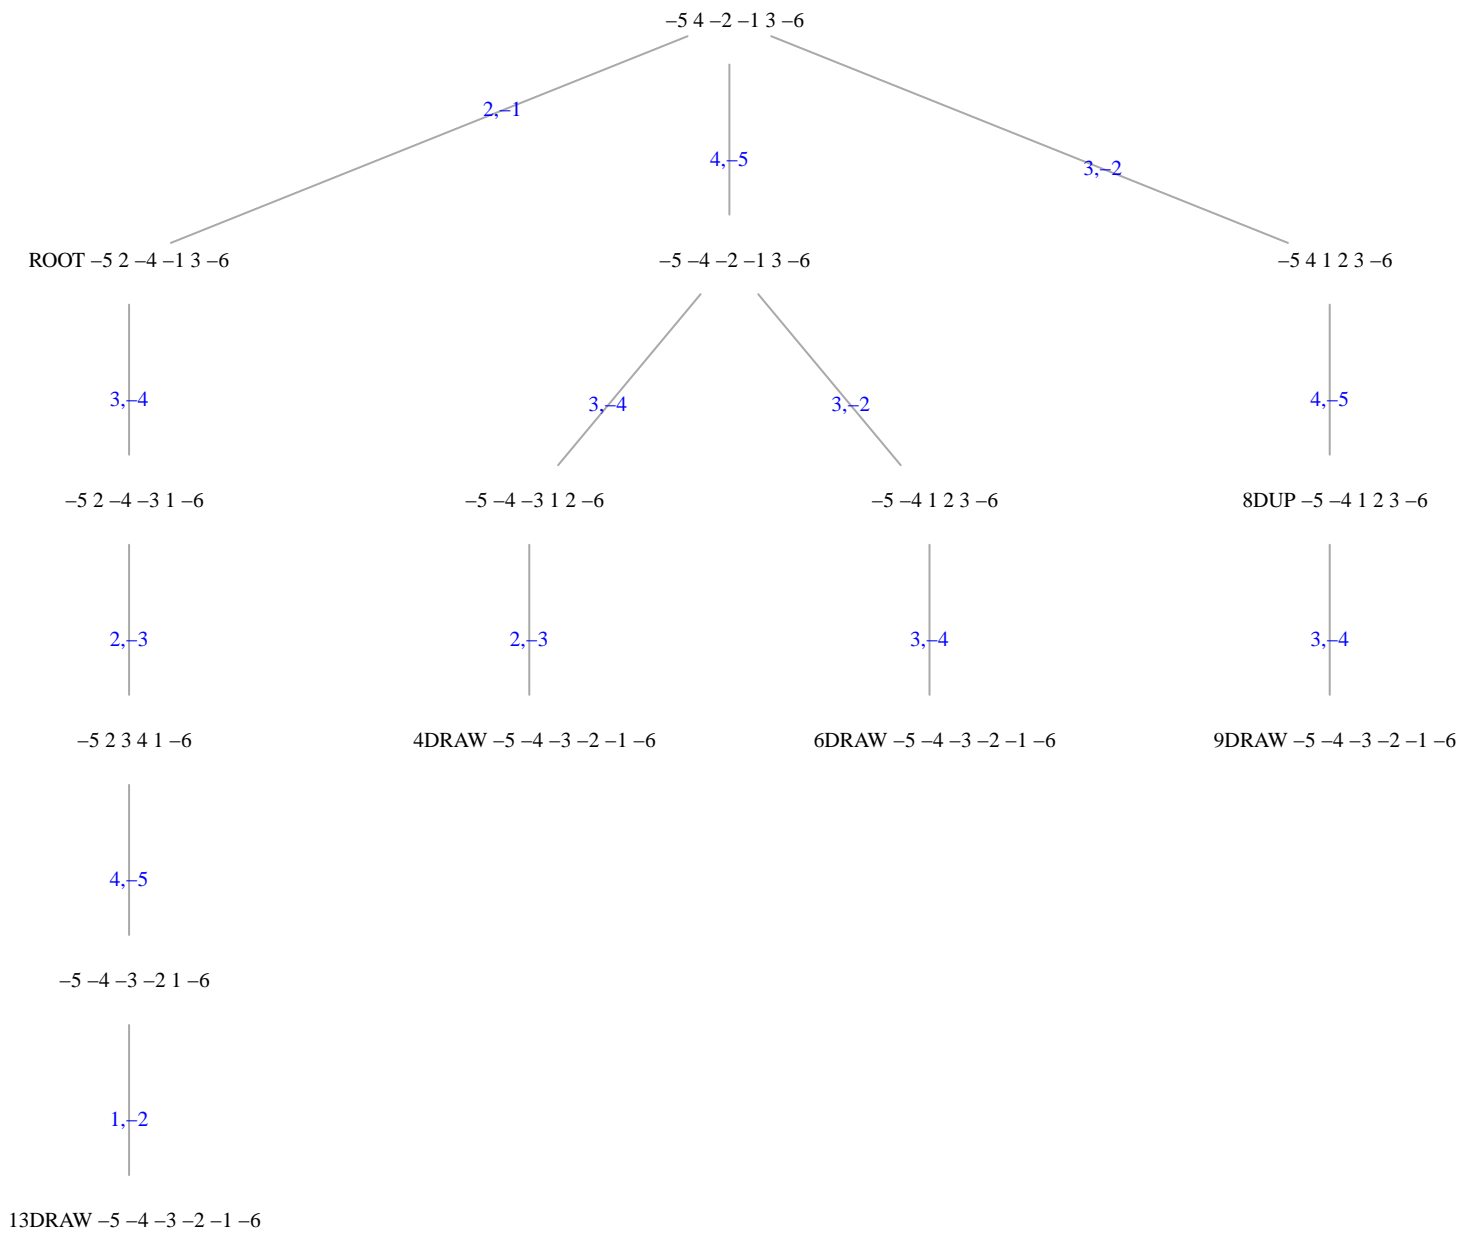 –5 4 –2 –1 3 –6
2,–1
4,–5
3,–2
ROOT –5 2 –4 –1 3 –6
–5 –4 –2 –1 3 –6
–5 4 1 2 3 –6
3,–4
3,–4
3,–2
4,–5
–5 2 –4 –3 1 –6
–5 –4 –3 1 2 –6
–5 –4 1 2 3 –6
8DUP –5 –4 1 2 3 –6
2,–3
2,–3
3,–4
3,–4
–5 2 3 4 1 –6
4DRAW –5 –4 –3 –2 –1 –6
6DRAW –5 –4 –3 –2 –1 –6
9DRAW –5 –4 –3 –2 –1 –6
4,–5
–5 –4 –3 –2 1 –6
1,–2
13DRAW –5 –4 –3 –2 –1 –6